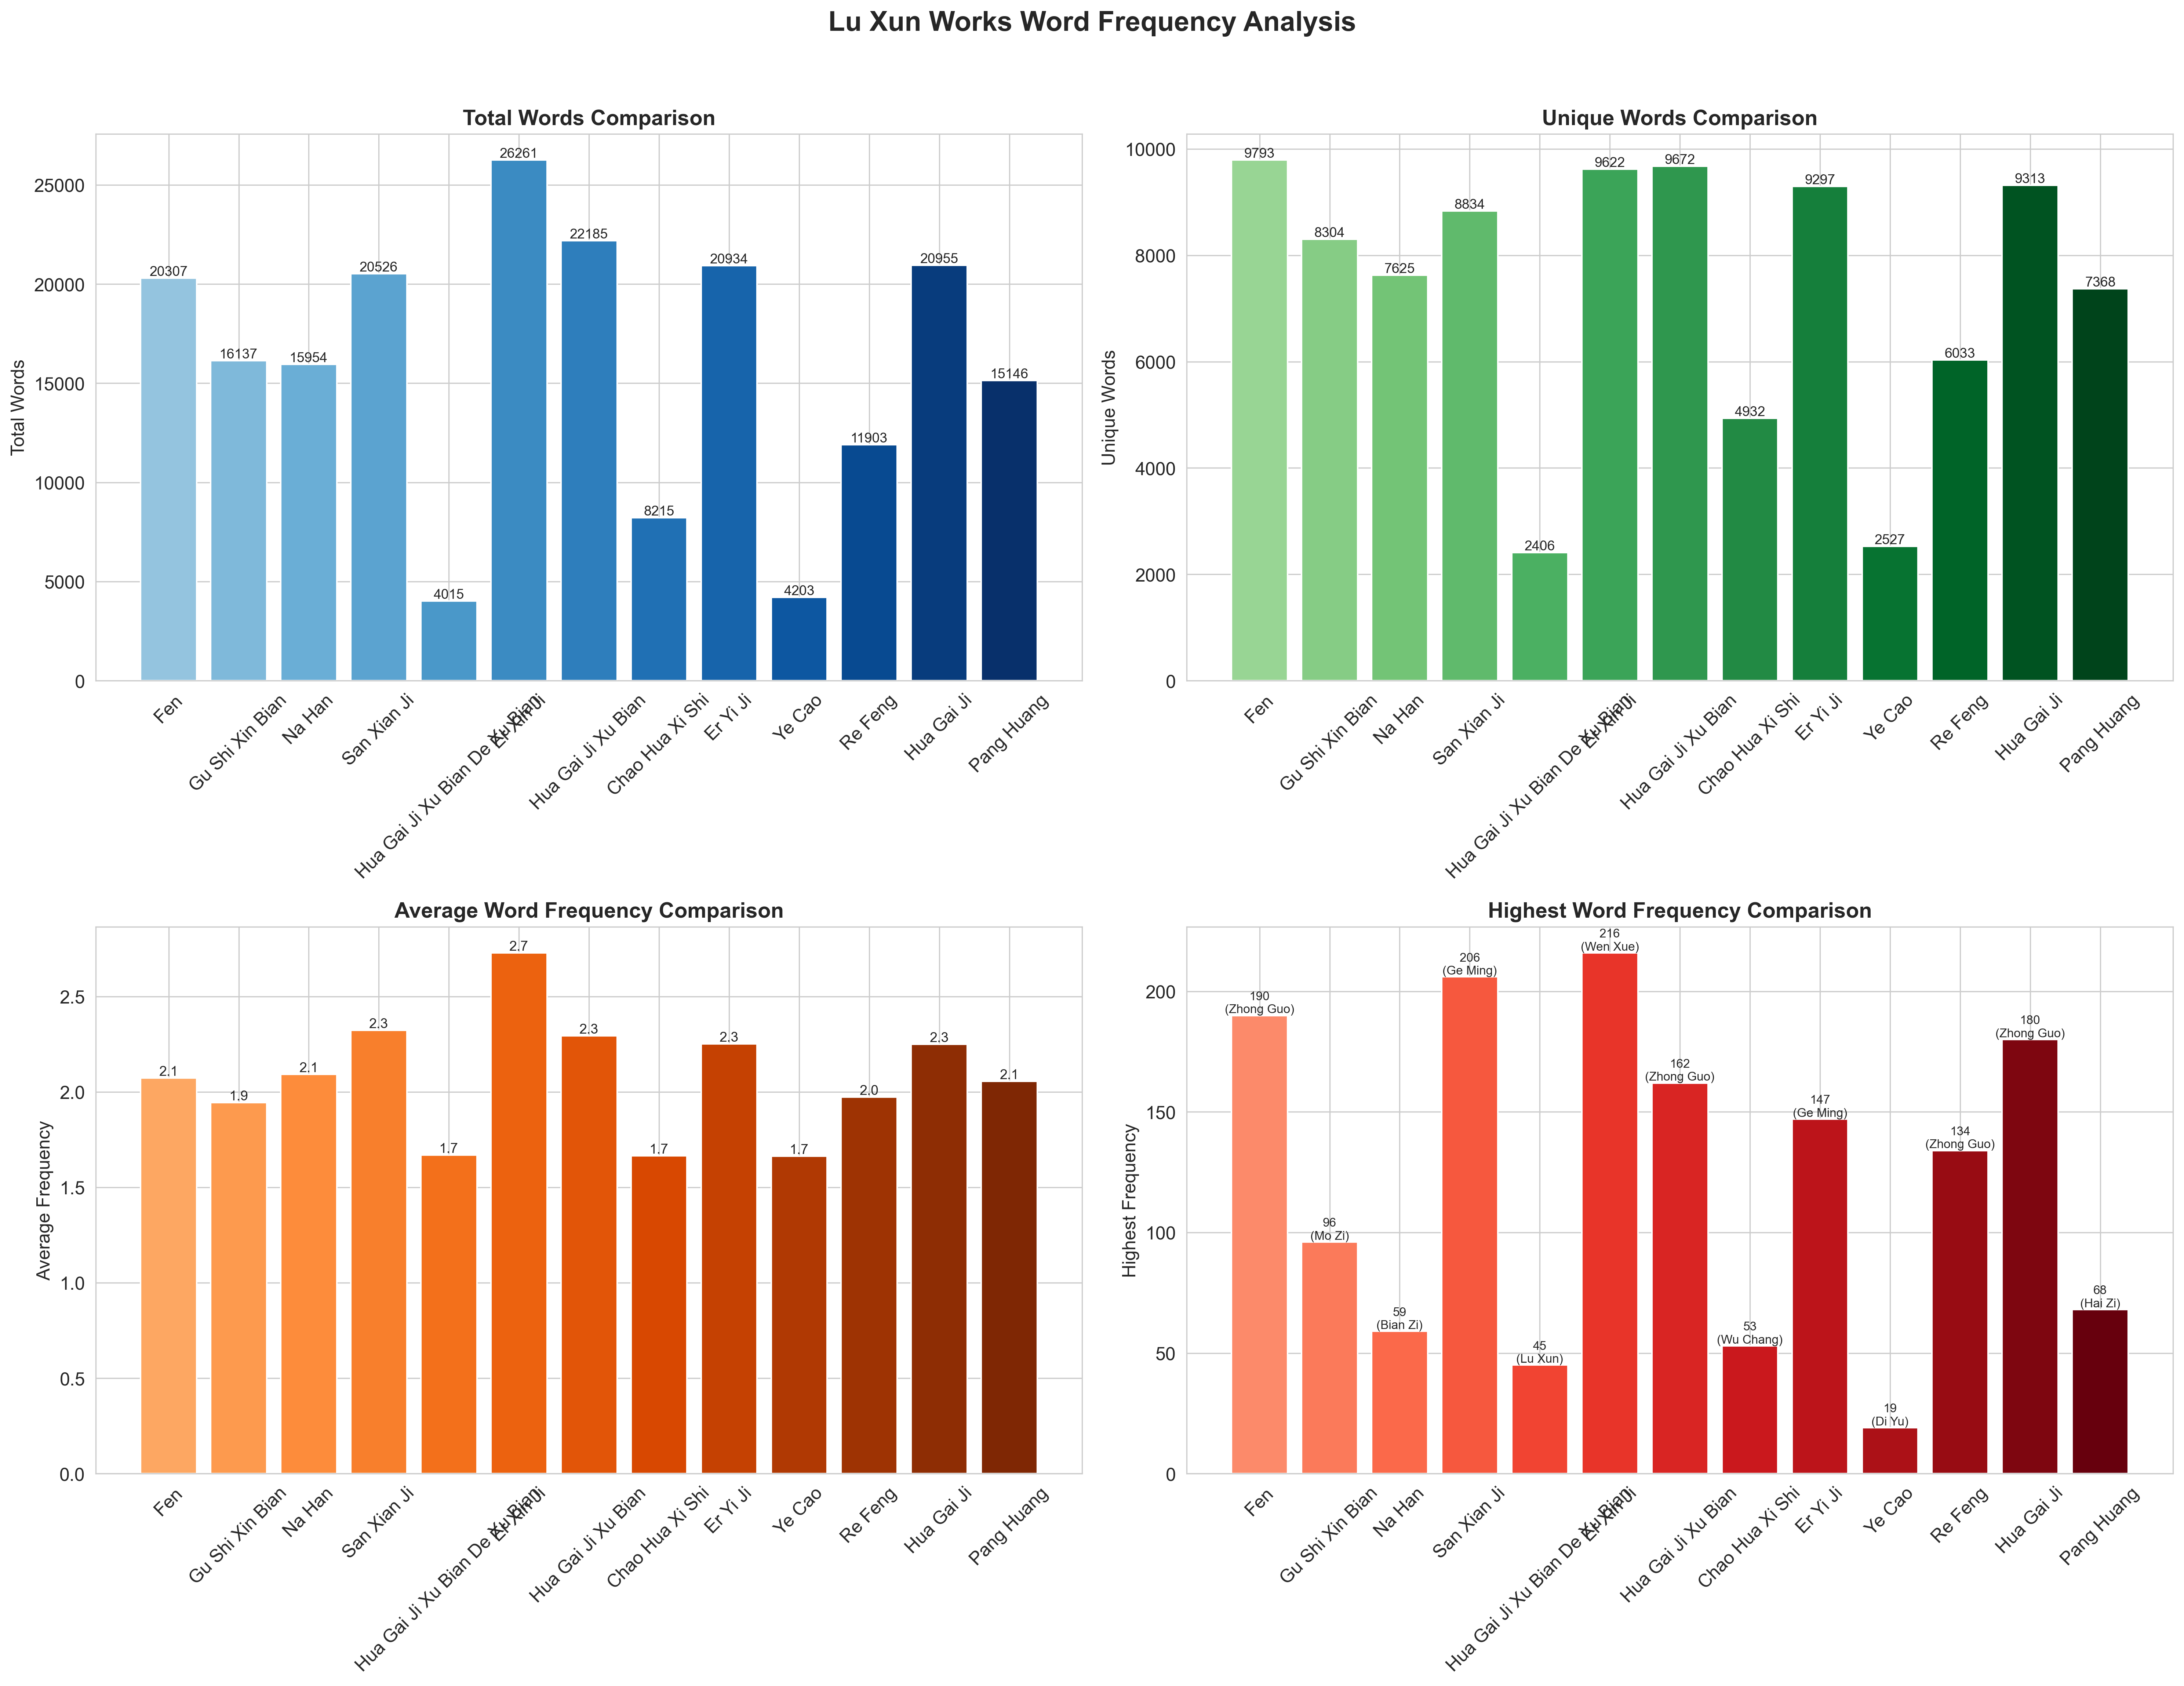 Lu Xun Works Word Frequency Analysis
Total Words Comparison
Total Words
25000
20000
15000
10000
5000
0
20307
16137
15954
20526
4015
26261
22185
8215
20934
4203
11903
20955
15146
Fen
Gu Shi Xin Bian
Na Han
San Xian Ji
Hua Gai Ji Xu Bian De Xu Bian
Er Xin Ji
Hua Gai Ji Xu Bian
Chao Hua Xi Shi
Er Yi Ji
Ye Cao
Re Feng
Hua Gai Ji
Pang Huang
Unique Words Comparison
Unique Words
10000
8000
6000
4000
2000
0
9793
8304
7625
8834
2406
9622
9672
4932
9297
2527
6033
9313
7368
Fen
Gu Shi Xin Bian
Na Han
San Xian Ji
Hua Gai Ji Xu Bian De Xu Bian
Er Xin Ji
Hua Gai Ji Xu Bian
Chao Hua Xi Shi
Er Yi Ji
Ye Cao
Re Feng
Hua Gai Ji
Pang Huang
Average Word Frequency Comparison
Average Frequency
2.5
2.0
1.5
1.0
0.5
0.0
2.1
1.9
2.1
2.3
1.7
2.7
2.3
1.7
2.3
1.7
2.0
2.3
2.1
Fen
Gu Shi Xin Bian
Na Han
San Xian Ji
Hua Gai Ji Xu Bian De Xu Bian
Er Xin Ji
Hua Gai Ji Xu Bian
Chao Hua Xi Shi
Er Yi Ji
Ye Cao
Re Feng
Hua Gai Ji
Pang Huang
Highest Word Frequency Comparison
Highest Frequency
200
150
100
50
0
190
(Zhong Guo)
96
(Mo Zi)
59
(Bian Zi)
206
(Ge Ming)
45
(Lu Xun)
216
(Wen Xue)
162
(Zhong Guo)
53
(Wu Chang)
147
(Ge Ming)
19
(Di Yu)
134
(Zhong Guo)
180
(Zhong Guo)
68
(Hai Zi)
Fen
Gu Shi Xin Bian
Na Han
San Xian Ji
Hua Gai Ji Xu Bian De Xu Bian
Er Xin Ji
Hua Gai Ji Xu Bian
Chao Hua Xi Shi
Er Yi Ji
Ye Cao
Re Feng
Hua Gai Ji
Pang Huang